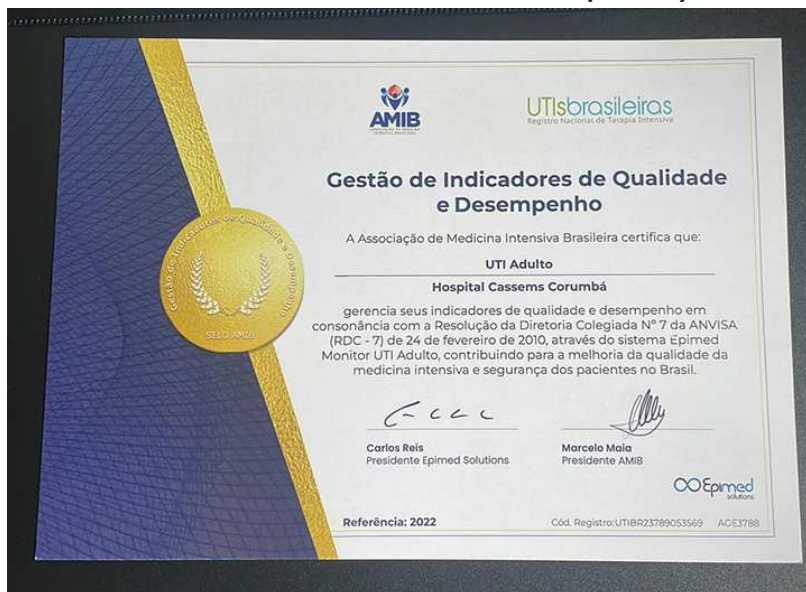 AMIB
UTIsbrasileiras
Registro Nacional de Terapia Intensiva
Gestão de Indicadores de Qualidade
e Desempenho
A Associação de Medicina Intensiva Brasileira certifica que:
UTI Adulto
Hospital Cassems Corumbá
gerencia seus indicadores de qualidade e desempenho em
consonância com a Resolução da Diretoria Colegiada Nº 7 da ANVISA
(RDC - 7) de 24 de fevereiro de 2010, através do sistema Epimed
Monitor UTI Adulto, contribuindo para a melhoria da qualidade da
medicina intensiva e segurança dos pacientes no Brasil.
Gestão de Indicadores de Qualidade e Desempenho
SELO AMIB
Carlos Reis
Presidente Epimed Solutions
Marcelo Maia
Presidente AMIB
Epimed
solutions
Referência: 2022
Cód. Registro: UTIBR23789053569 AGE3788